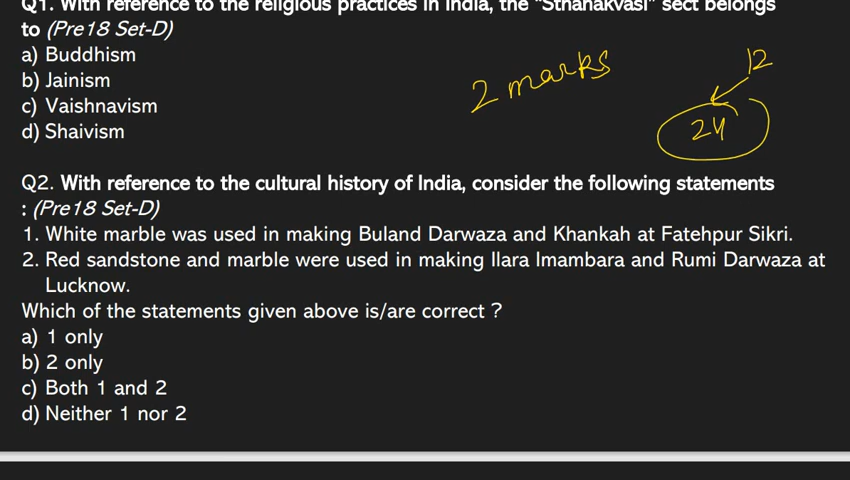 Q1. With reference to the religious practices in India, the "Sthanakvasi" sect belongs
to (Pre18 Set-D)
a) Buddhism
b) Jainism
c) Vaishnavism
d) Shaivism
2 marks
12
24
Q2. With reference to the cultural history of India, consider the following statements
: (Pre18 Set-D)
1. White marble was used in making Buland Darwaza and Khankah at Fatehpur Sikri.
2. Red sandstone and marble were used in making Ilara Imambara and Rumi Darwaza at
Lucknow.
Which of the statements given above is/are correct ?
a) 1 only
b) 2 only
c) Both 1 and 2
d) Neither 1 nor 2